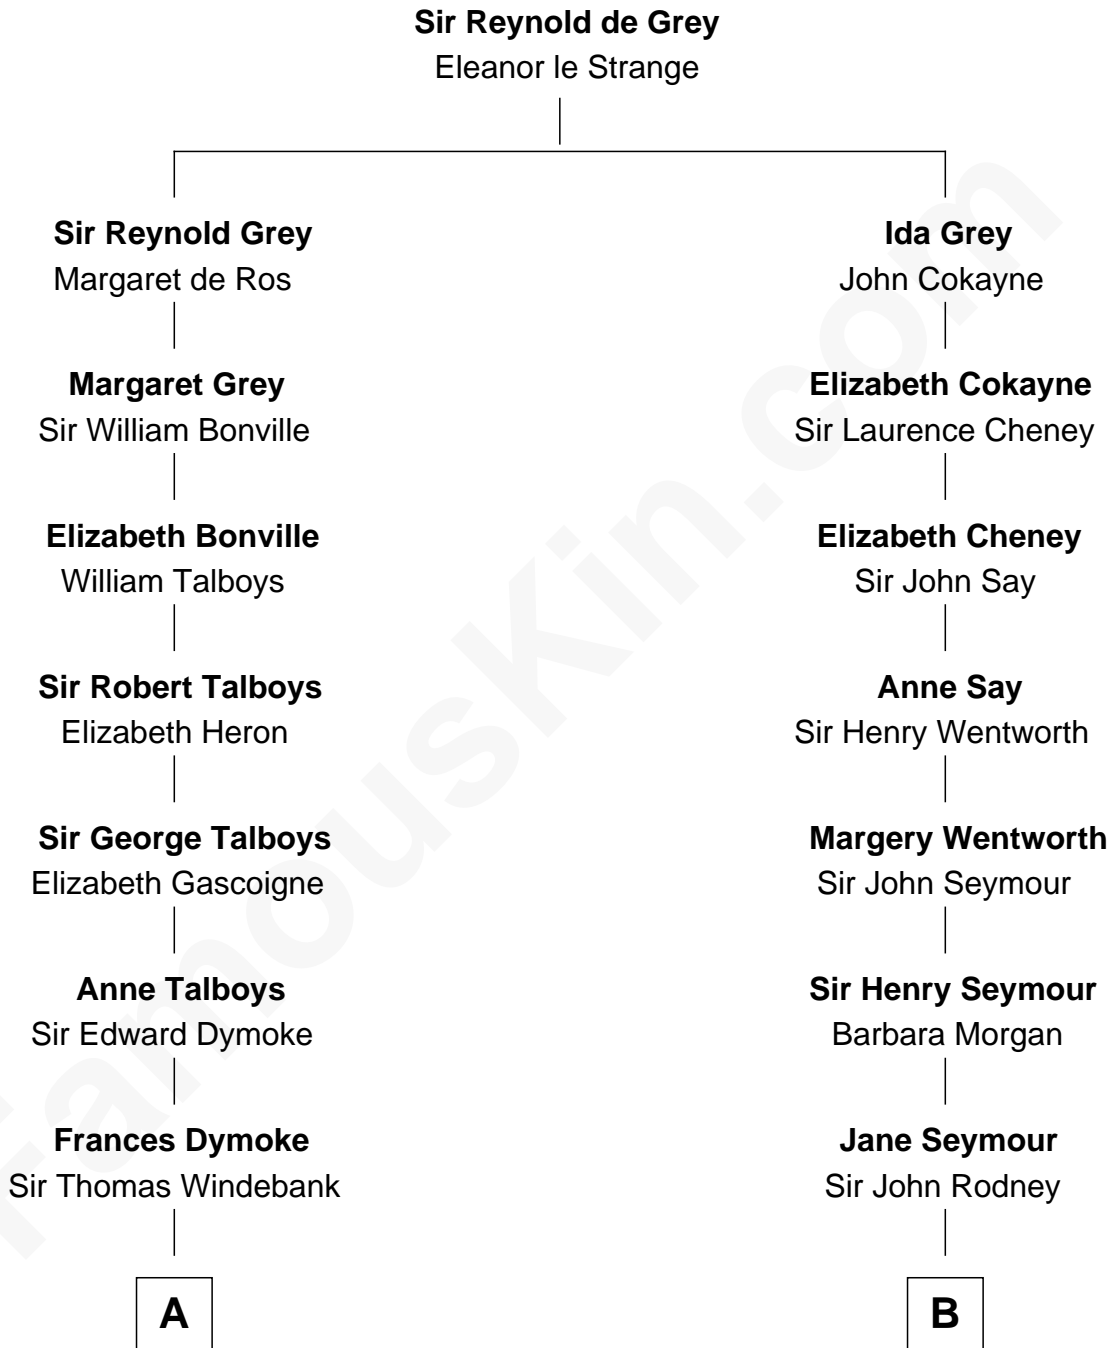 Sir Reynold de Grey
Eleanor le Strange
Sir Reynold Grey
Margaret de Ros
Ida Grey
John Cokayne
Margaret Grey
Sir William Bonville
Elizabeth Cokayne
Sir Laurence Cheney
Elizabeth Bonville
William Talboys
Elizabeth Cheney
Sir John Say
Sir Robert Talboys
Elizabeth Heron
Anne Say
Sir Henry Wentworth
Sir George Talboys
Elizabeth Gascoigne
Margery Wentworth
Sir John Seymour
Anne Talboys
Sir Edward Dymoke
Sir Henry Seymour
Barbara Morgan
Frances Dymoke
Sir Thomas Windebank
Jane Seymour
Sir John Rodney
A
B
FamousKin.com